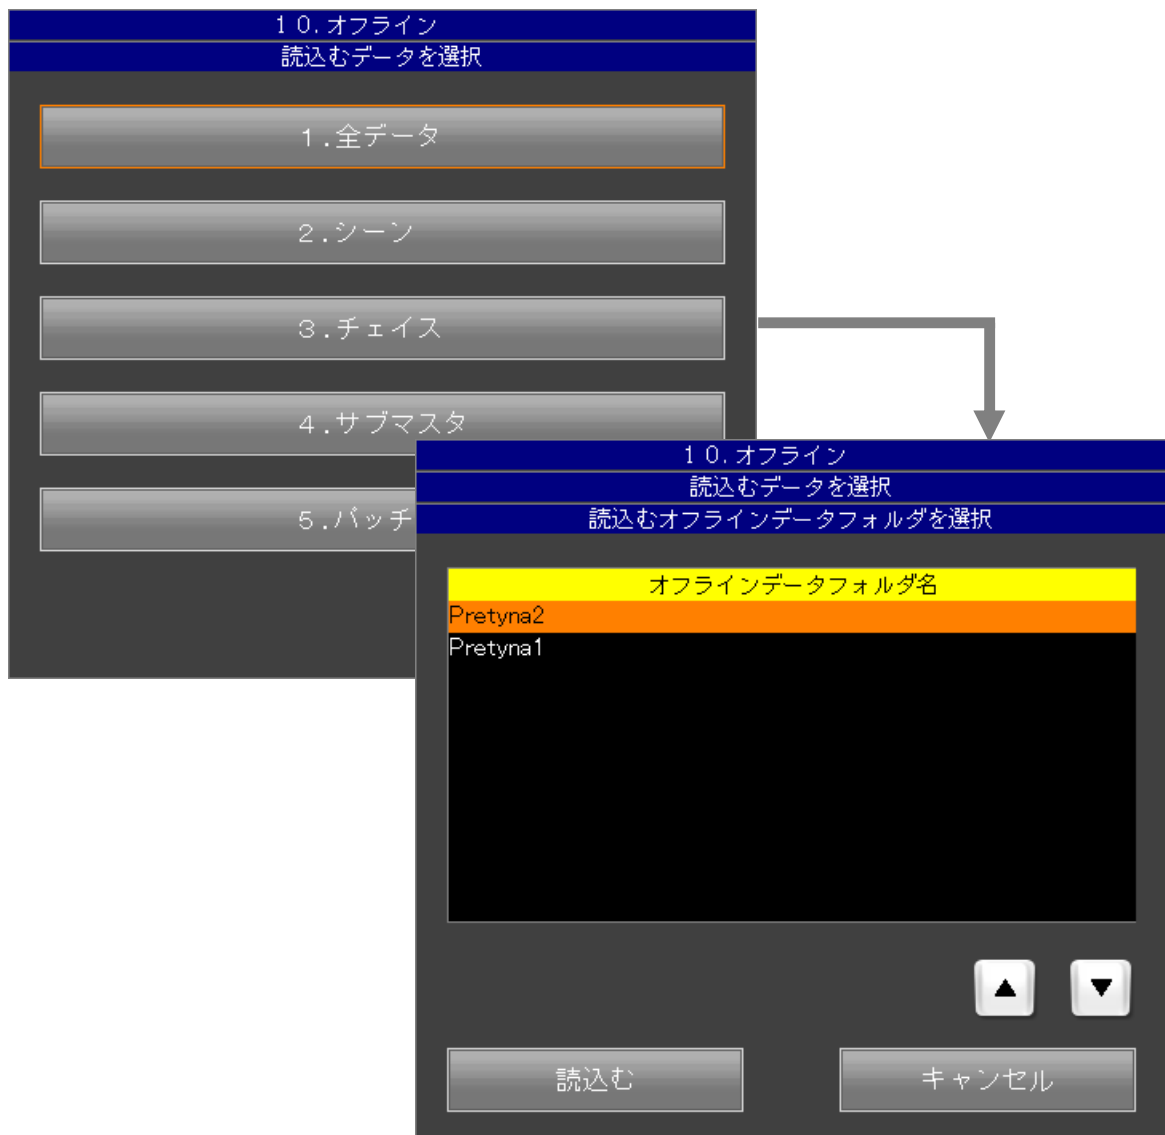 １０.オフライン
読込むデータを選択
１.全データ
２.シーン
３.チェイス
４.サブマスタ
５.パッチ
１０.オフライン
読込むデータを選択
読込むオフラインデータフォルダを選択
オフラインデータフォルダ名
Pretyna2
Pretyna1
▲ ▼
読込む キャンセル